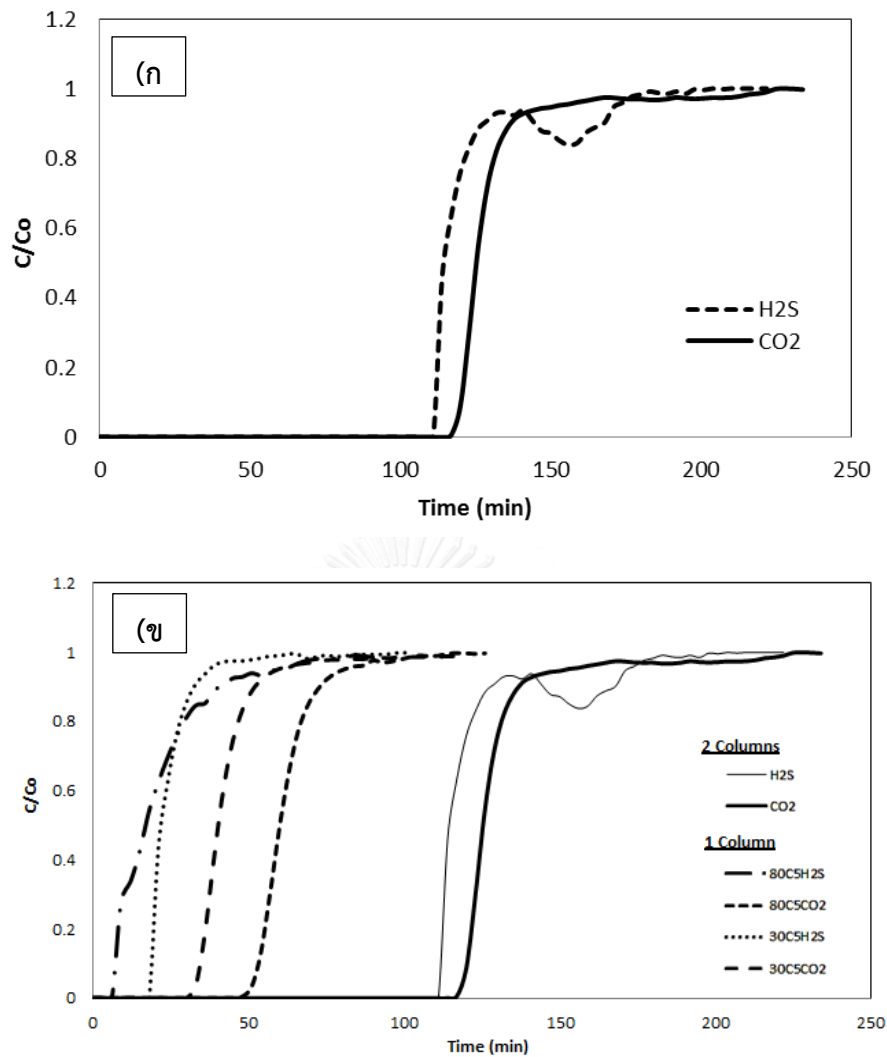 1.2
(ก
1
0.8
0.6
0.4
0.2
0
C/Co
H2S
CO2
0 50 100 150 200 250
Time (min)
1.2
(ข
1
0.8
0.6
0.4
0.2
0
C/Co
2 Columns
H2S
CO2
1 Column
80C5H2S
80C5CO2
30C5H2S
30C5CO2
0 50 100 150 200 250
Time (min)